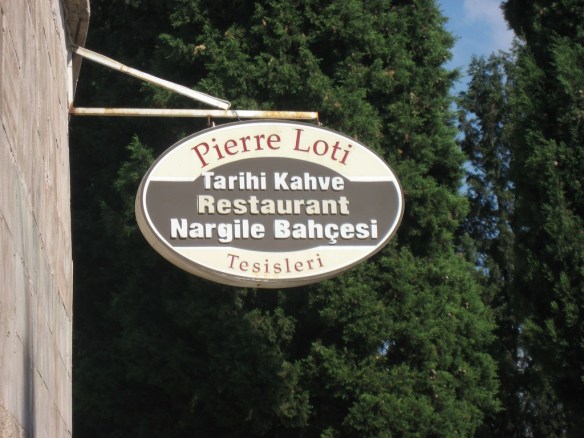 Pierre Loti
Tarihi Kahve
Restaurant
Nargile Bahçesi
Tesisleri